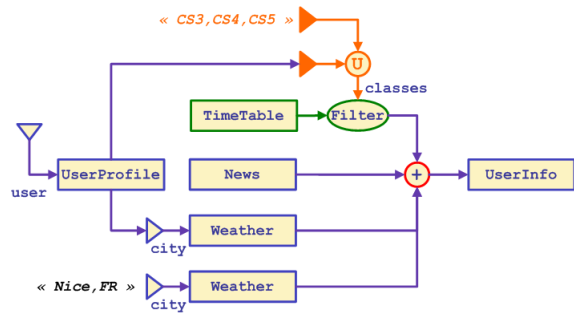 « CS3,CS4,CS5 »
U
classes
TimeTable
Filter
user
UserProfile
News
+
UserInfo
Weather
city
« Nice,FR »
Weather
city